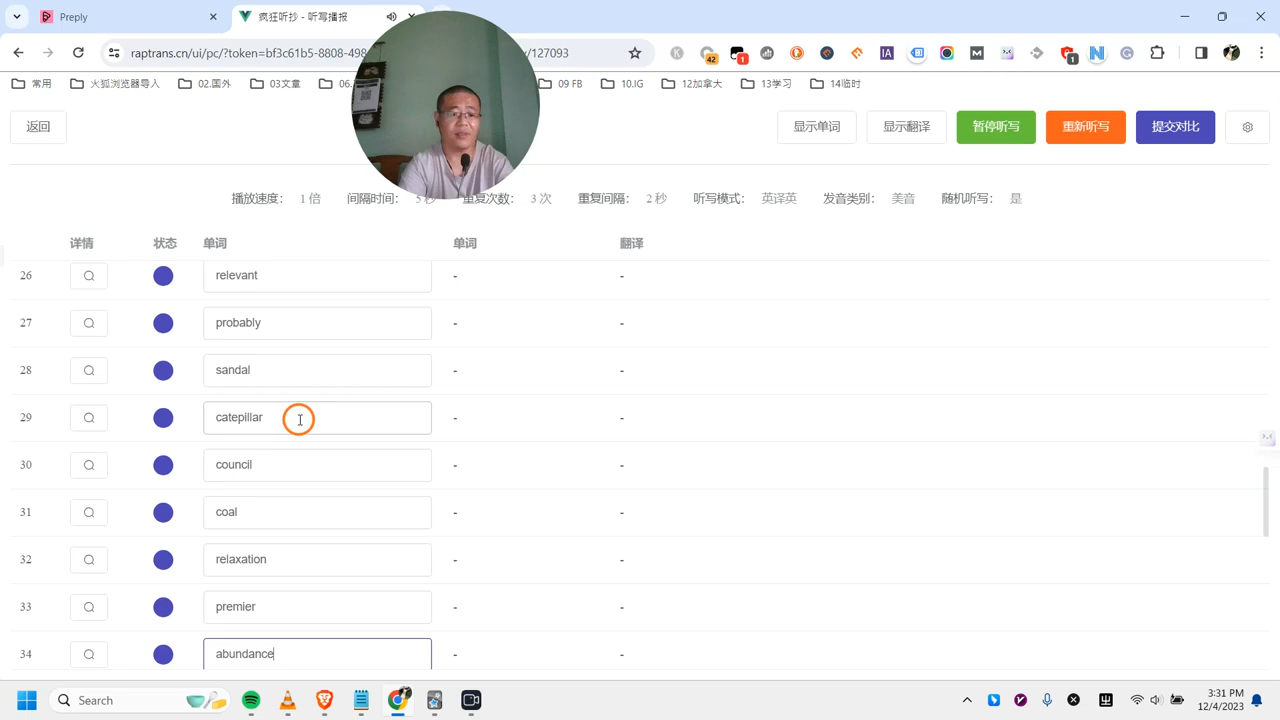 Preply
疯狂听抄 - 听写播报
raptrans.cn/ui/pc/?token=bf3c61b5-8808-498
/127093
42
1
IA
M
1
常用
火狐浏览器导入
02.国外
03文章
06.
09 FB
10.IG
12加拿大
13学习
14临时
返回
显示单词
显示翻译
暂停听写
重新听写
提交对比
播放速度： 1 倍
间隔时间： 5 秒
重复次数： 3 次
重复间隔： 2 秒
听写模式： 英译英
发音类别： 美音
随机听写： 是
详情 状态 单词 单词 翻译
26 relevant - -
27 probably - -
28 sandal - -
29 catepillar - -
30 council - -
31 coal - -
32 relaxation - -
33 premier - -
34 abundance - -
Search
3:31 PM
12/4/2023